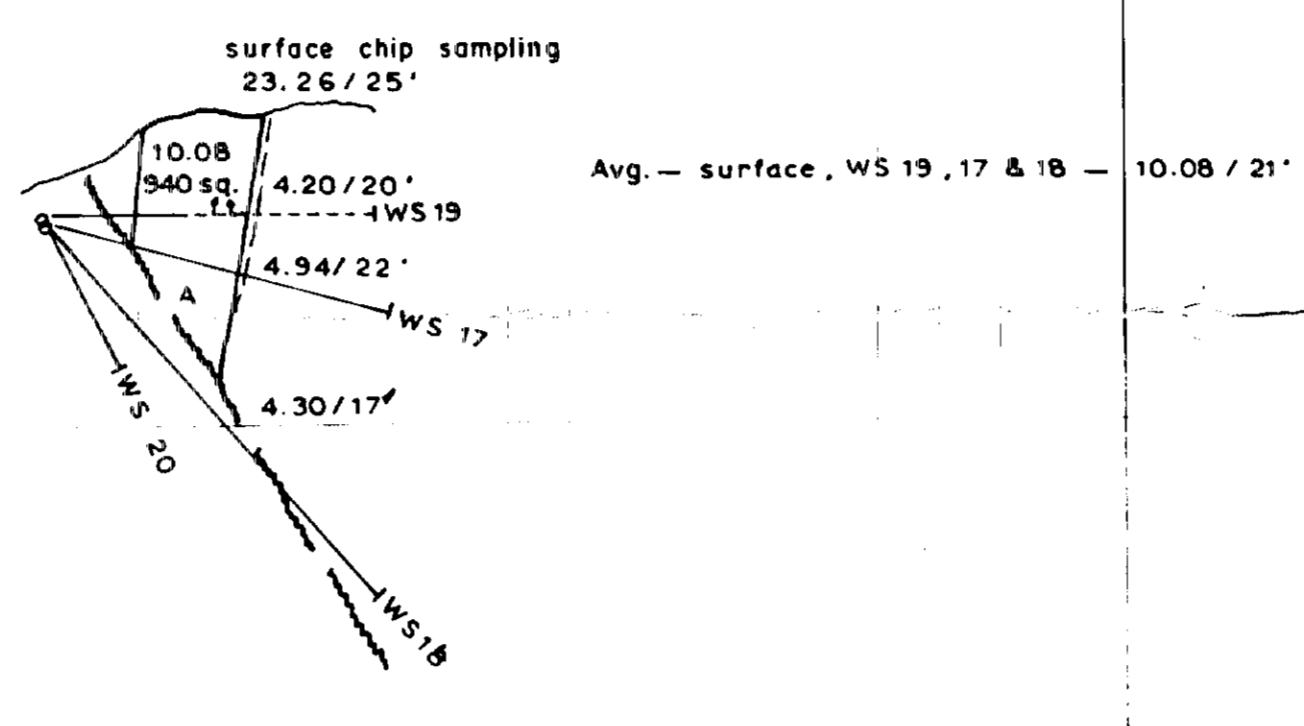 surface chip sampling
23.26/25'
10.08
940 sq.
4.20/20'
WS 19
Avg. — surface, WS 19, 17 & 18 — 10.08 / 21'
4.94/22'
A
WS 17
4.30/17'
WS 20
WS 18